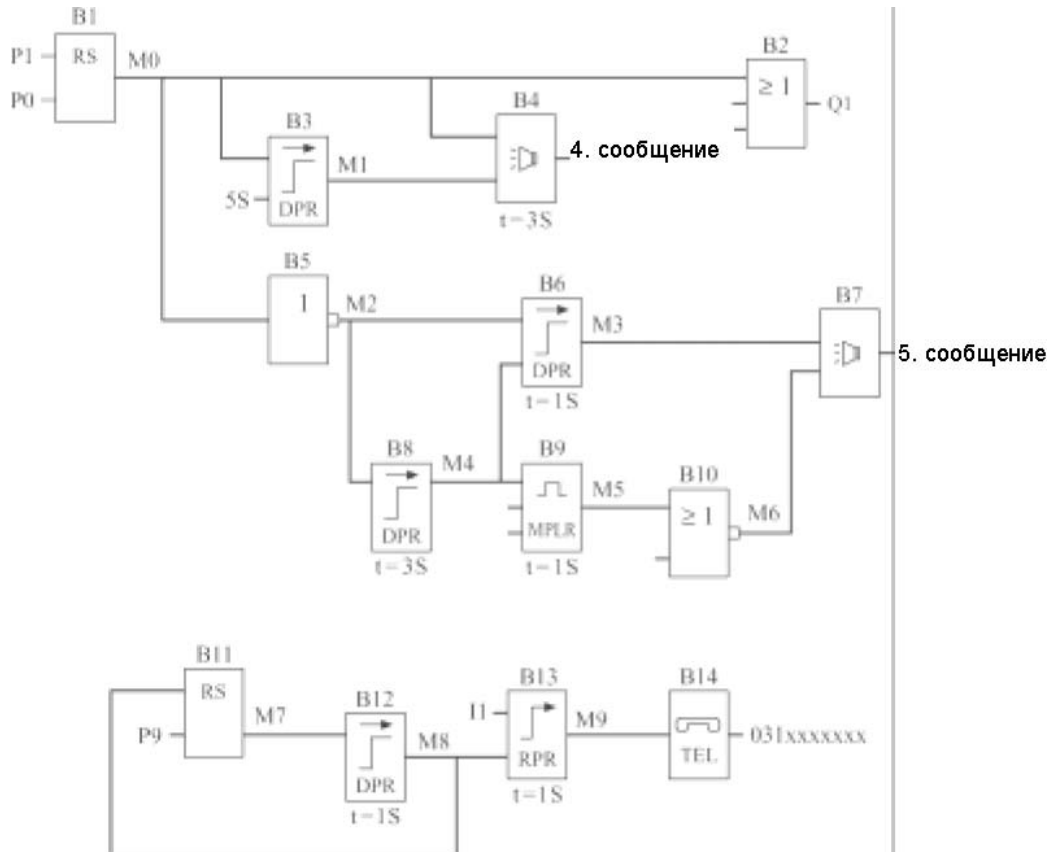 B1
P1
RS
M0
P0
B2
≥ 1
Q1
B4
4. сообщение
t=3S
B3
M1
5S
DPR
B5
1
M2
B6
M3
DPR
t=1S
B7
5. сообщение
B8
M4
DPR
t=3S
B9
M5
MPLR
t=1S
B10
≥ 1
M6
B11
RS
M7
P9
B12
M8
DPR
t=1S
B13
I1
M9
RPR
t=1S
B14
TEL
031xxxxxxx